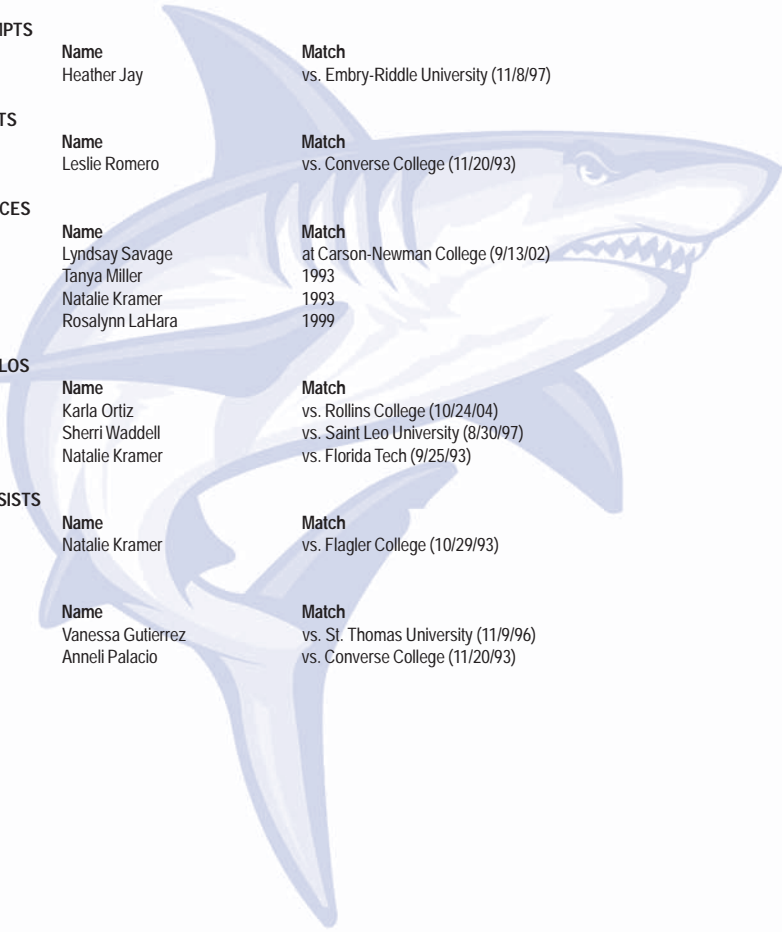 MPTS
Name Match
Heather Jay vs. Embry-Riddle University (11/8/97)
TS
Name Match
Leslie Romero vs. Converse College (11/20/93)
CES
Name Match
Lyndsay Savage at Carson-Newman College (9/13/02)
Tanya Miller 1993
Natalie Kramer 1993
Rosalynn LaHara 1999
LOS
Name Match
Karla Ortiz vs. Rollins College (10/24/04)
Sherri Waddell vs. Saint Leo University (8/30/97)
Natalie Kramer vs. Florida Tech (9/25/93)
SISTS
Name Match
Natalie Kramer vs. Flagler College (10/29/93)
Name Match
Vanessa Gutierrez vs. St. Thomas University (11/9/96)
Anneli Palacio vs. Converse College (11/20/93)